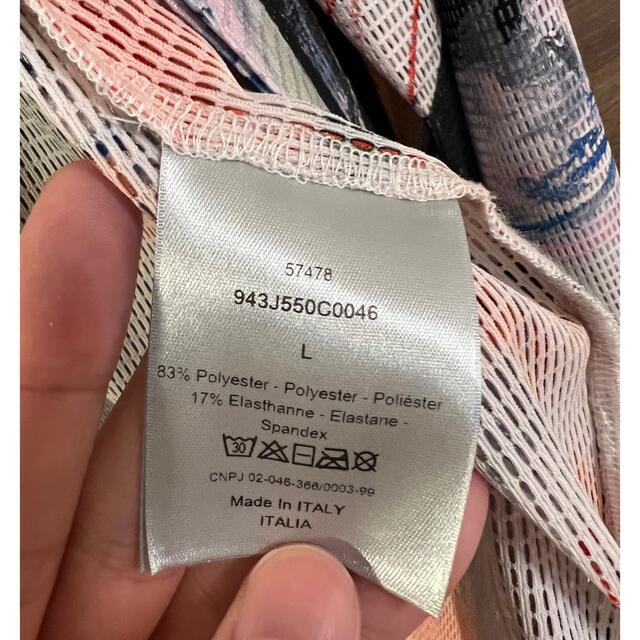 57478
943J550C0046
L
83% Polyester - Polyester - Poliéster
17% Elasthanne - Elastane -
Spandex
30
CNPJ 02-046-366/0003-99
Made In ITALY
ITALIA